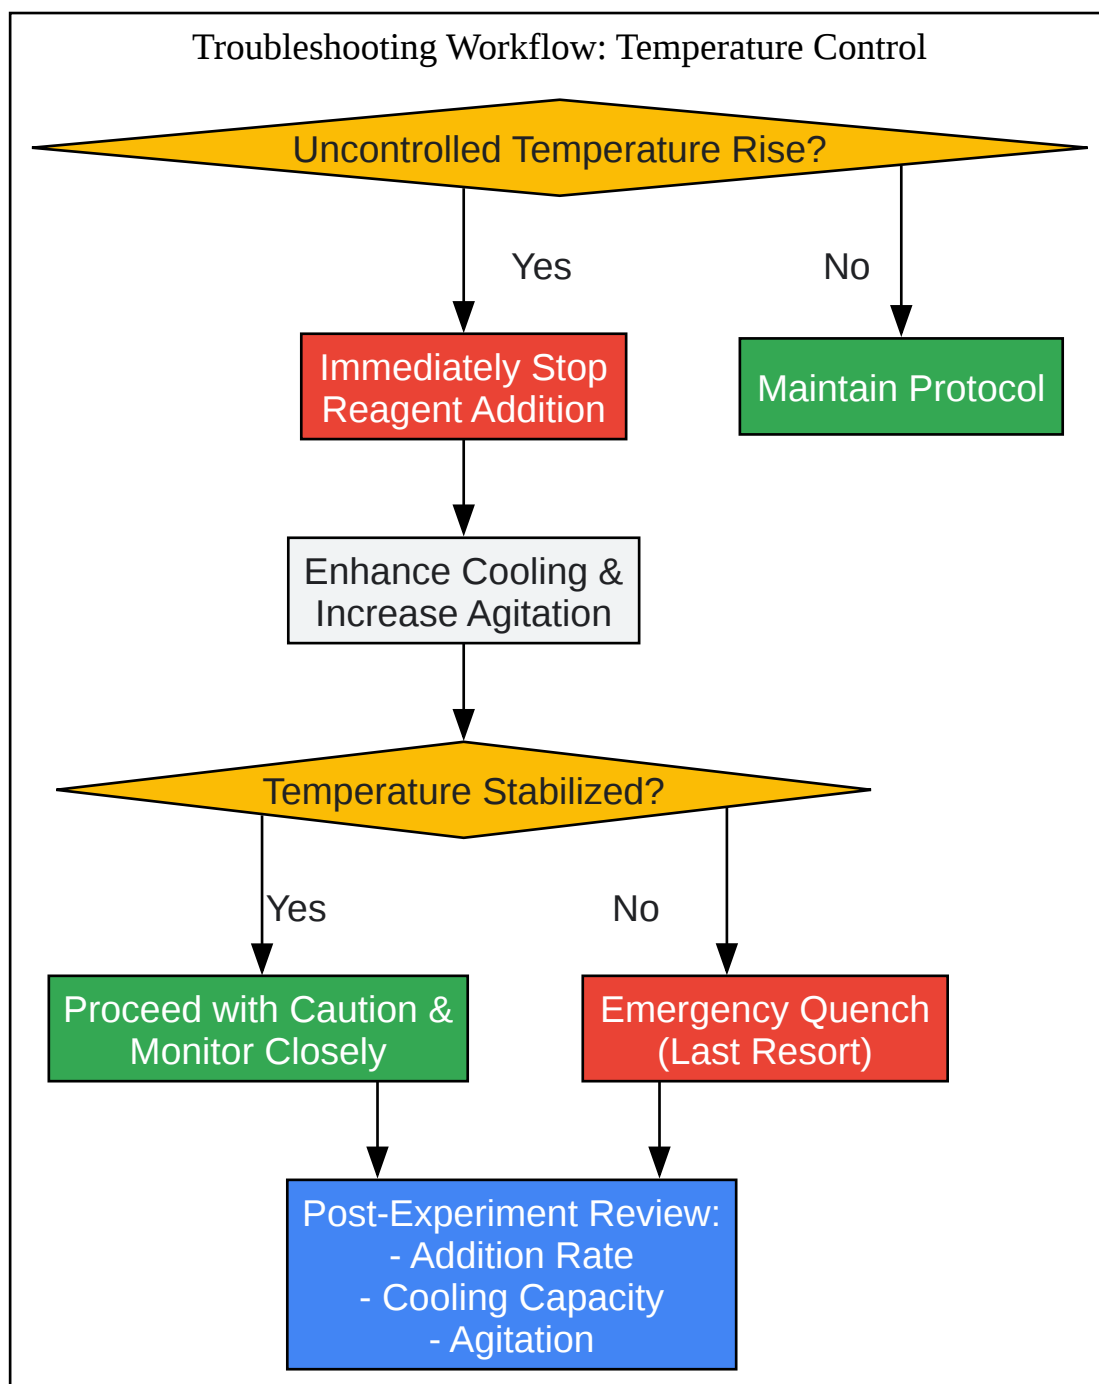 Troubleshooting Workflow: Temperature Control
Uncontrolled Temperature Rise?
Yes
No
Immediately Stop
Reagent Addition
Maintain Protocol
Enhance Cooling &
Increase Agitation
Temperature Stabilized?
Yes
No
Proceed with Caution &
Monitor Closely
Emergency Quench
(Last Resort)
Post-Experiment Review:
- Addition Rate
- Cooling Capacity
- Agitation